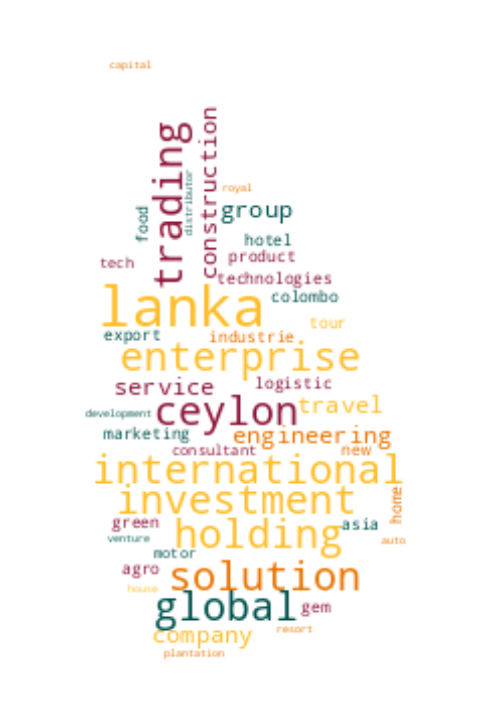 capital
trading
construction
distributor
royal
food
group
hotel
product
tech
technologies
lanka
colombo
tour
export
industrie
enterprise
service
logistic
development
ceylon
travel
marketing
engineering
consultant
new
international
investment
home
green
holding
asia
venture
auto
motor
agro
solution
house
global
gem
resort
company
plantation